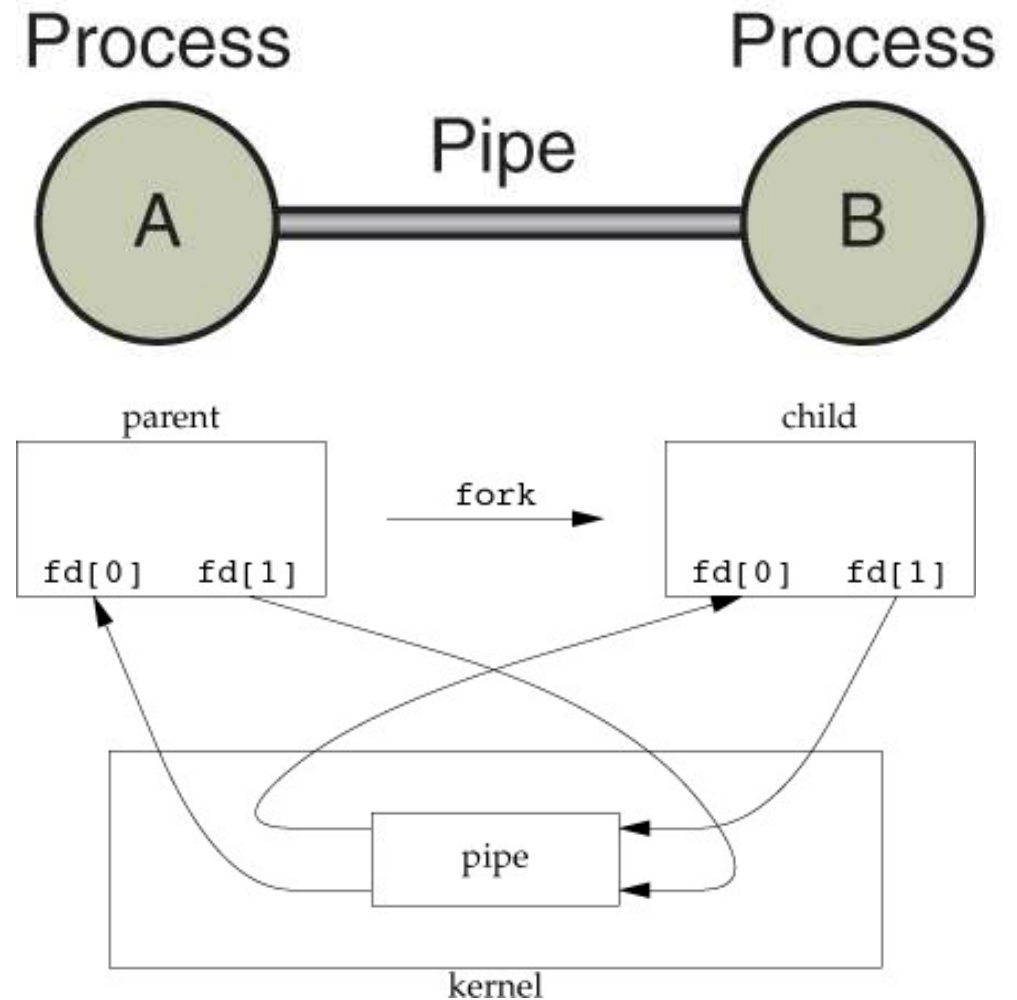 Process Process
Pipe
A B
parent child
fork
fd[0] fd[1] fd[0] fd[1]
pipe
kernel